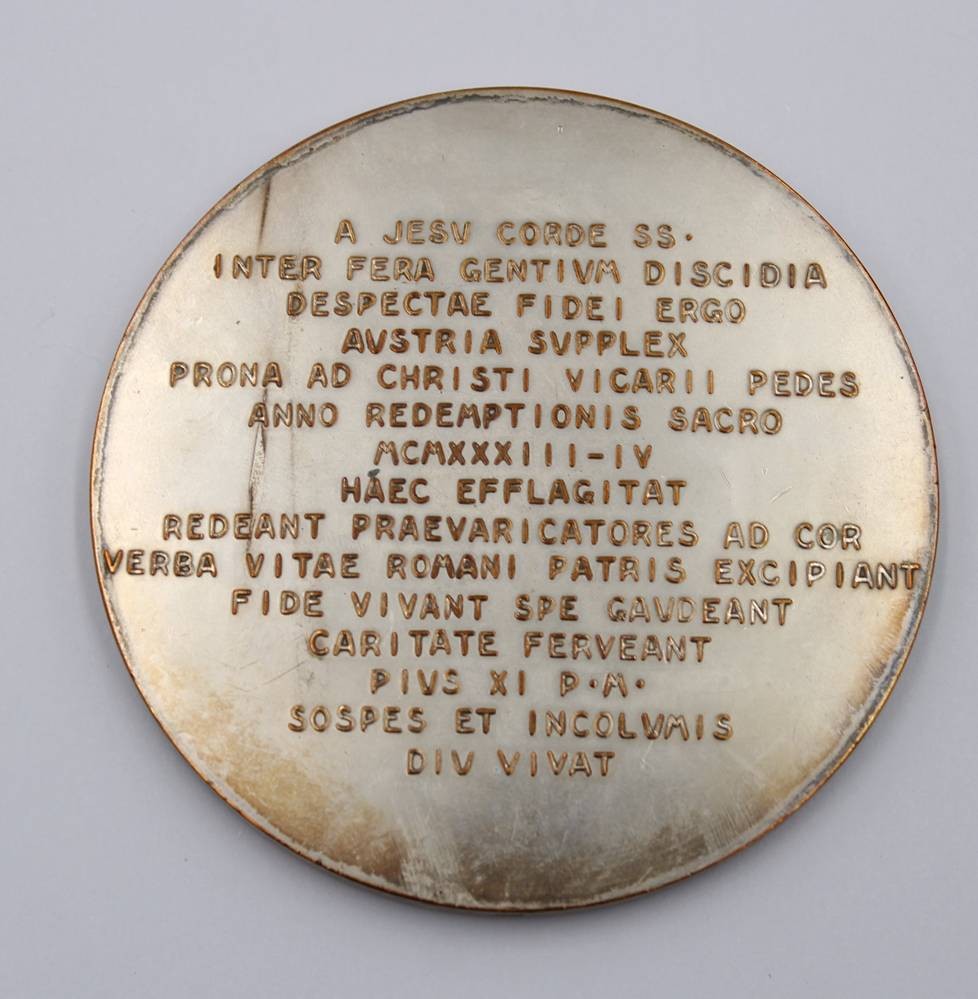 A JESV CORDE SS·
INTER FERA GENTIVM DISCIDIA
DESPECTAE FIDEI ERGO
AVSTRIA SVPPLEX
PRONA AD CHRISTI VICARII PEDES
ANNO REDEMPTIONIS SACRO
MCMXXXIII-IV
HAEC EFFLAGITAT
REDEANT PRAEVARICATORES AD COR
VERBA VITAE ROMANI PATRIS EXCIPIANT
FIDE VIVANT SPE GAVDEANT
CARITATE FERVEANT
PIVS XI P·M·
SOSPES ET INCOLVMIS
DIV VIVAT